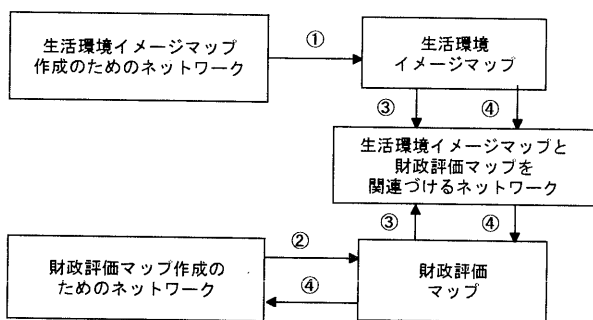 生活環境イメージマップ
作成のためのネットワーク
①
生活環境
イメージマップ
③
④
生活環境イメージマップと
財政評価マップを
関連づけるネットワーク
③
④
財政評価マップ作成の
ためのネットワーク
②
④
財政評価
マップ